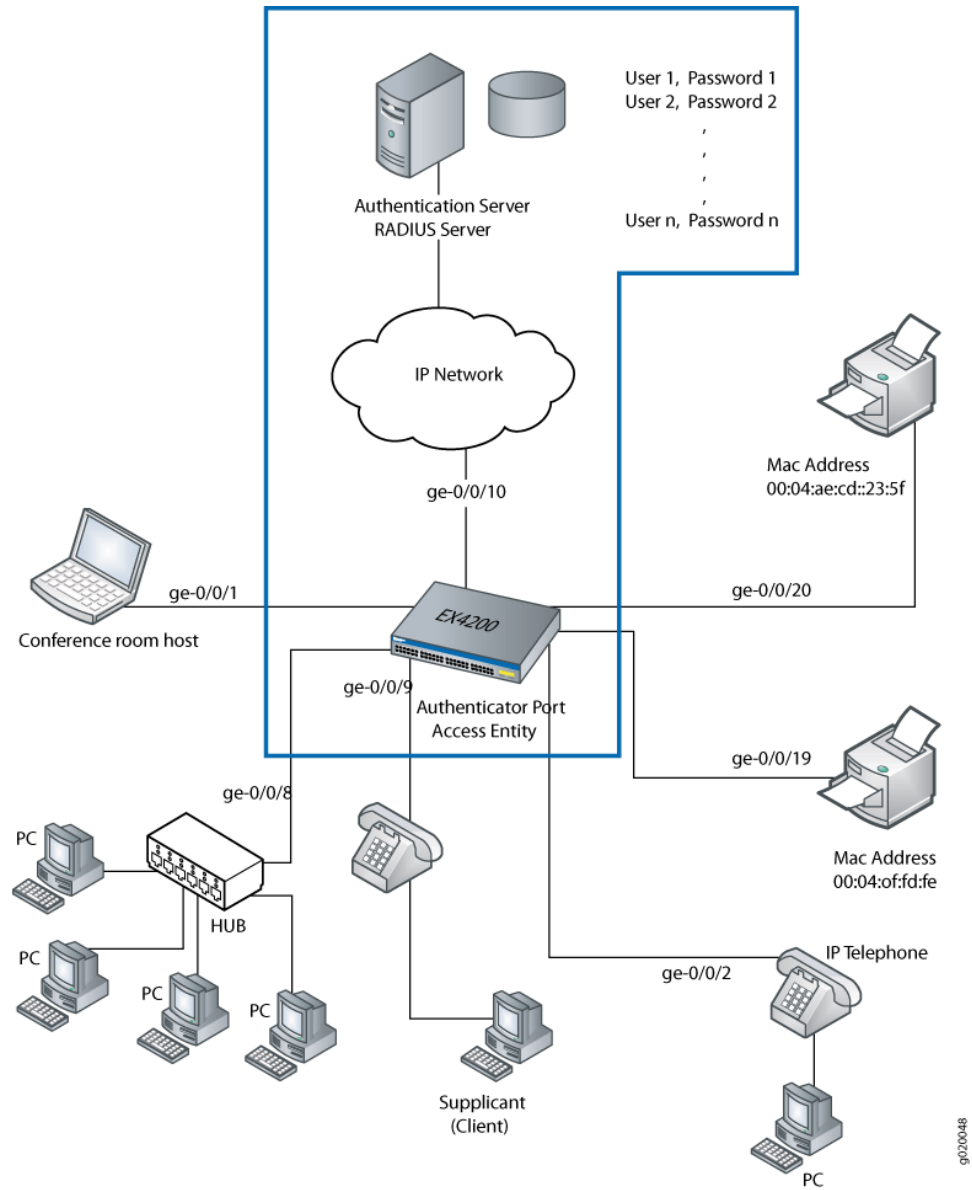 User 1, Password 1
User 2, Password 2
,
,
,
,
User n, Password n
Authentication Server
RADIUS Server
IP Network
ge-0/0/10
Mac Address
00:04:ae:cd::23:5f
ge-0/0/1
ge-0/0/20
Conference room host
EX4200
ge-0/0/9
Authenticator Port
Access Entity
ge-0/0/19
ge-0/0/8
PC
Mac Address
00:04:of:fd:fe
HUB
PC
PC
PC
IP Telephone
ge-0/0/2
Supplicant
(Client)
PC
g020048